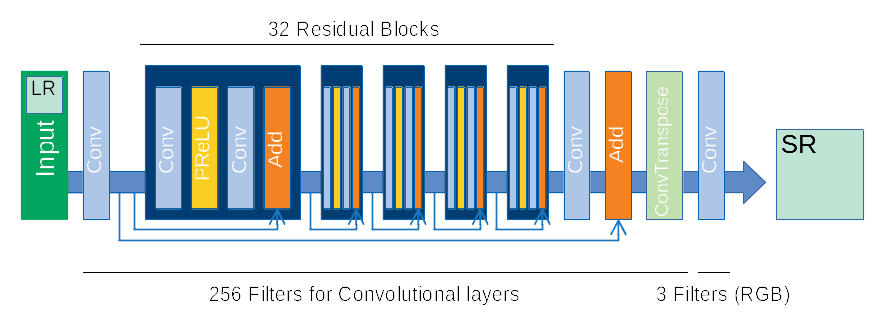 32 Residual Blocks
LR
Input
Conv
Conv
PReLU
Conv
Add
Conv
Add
ConvTranspose
Conv
SR
256 Filters for Convolutional layers
3 Filters (RGB)